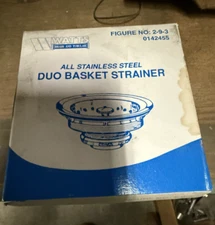 WATTS
FIGURE NO: 2-9-3
0142455
ALL STAINLESS STEEL
DUO BASKET STRAINER